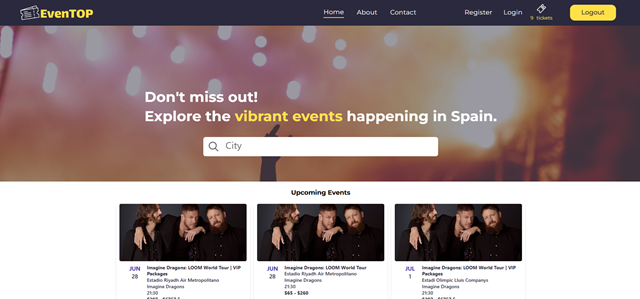 EvenTOP
Home
About
Contact
Register
Login
tickets
Logout
Don't miss out!
Explore the vibrant events happening in Spain.
City
Upcoming Events
JUN
28
Imagine Dragons: LOOM World Tour | VIP
Packages
Estadio Riyadh Air Metropolitano
Imagine Dragons
21:30
JUN
28
Imagine Dragons: LOOM World Tour
Estadio Riyadh Air Metropolitano
Imagine Dragons
21:30
$65 - $260
JUL
1
Imagine Dragons: LOOM World Tour | VIP
Packages
Estadi Olímpic Lluís Companys
Imagine Dragons
21:30